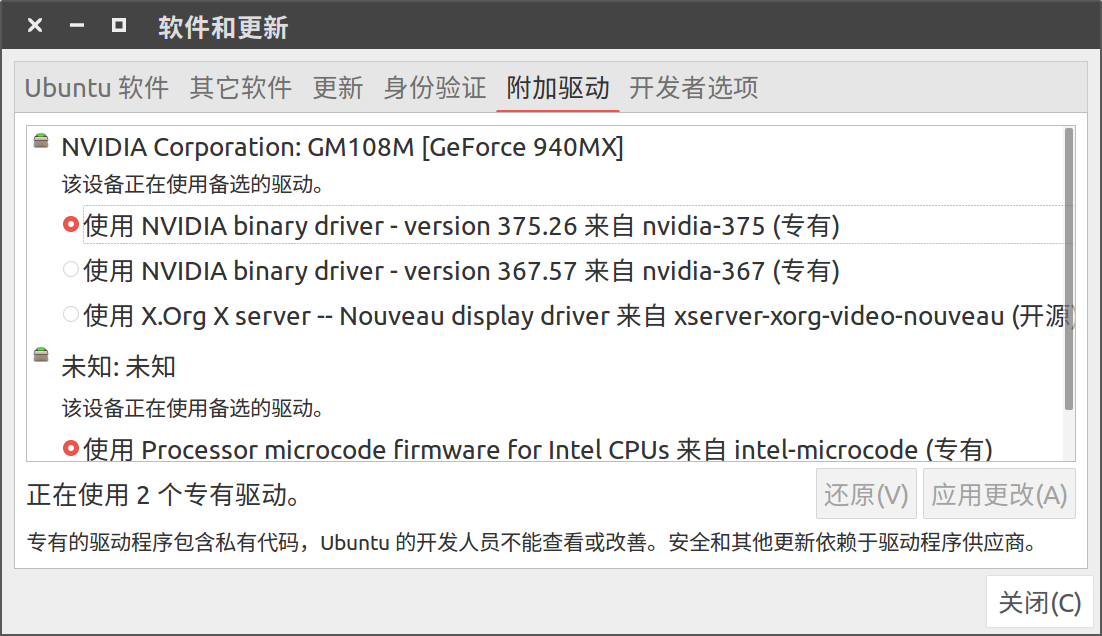 软件和更新
Ubuntu 软件 其它软件 更新 身份验证 附加驱动 开发者选项
NVIDIA Corporation: GM108M [GeForce 940MX]
该设备正在使用备选的驱动。
使用 NVIDIA binary driver - version 375.26 来自 nvidia-375 (专有)
使用 NVIDIA binary driver - version 367.57 来自 nvidia-367 (专有)
使用 X.Org X server -- Nouveau display driver 来自 xserver-xorg-video-nouveau (开源)
未知: 未知
该设备正在使用备选的驱动。
使用 Processor microcode firmware for Intel CPUs 来自 intel-microcode (专有)
正在使用 2 个专有驱动。
还原(V) 应用更改(A)
专有的驱动程序包含私有代码，Ubuntu 的开发人员不能查看或改善。安全和其他更新依赖于驱动程序供应商。
关闭(C)